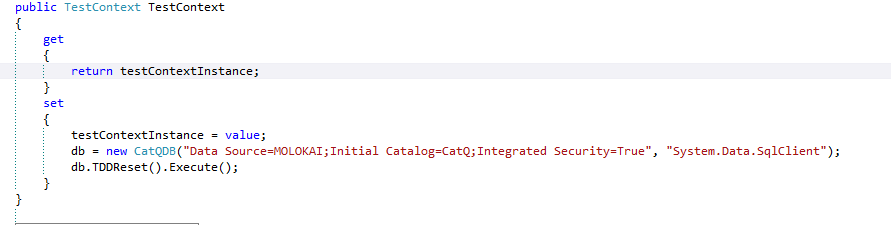 public TestContext TestContext
{
get
{
return testContextInstance;
}
set
{
testContextInstance = value;
db = new CatQDB("Data Source=MOLOKAI;Initial Catalog=CatQ;Integrated Security=True", "System.Data.SqlClient");
db.TDDReset().Execute();
}
}